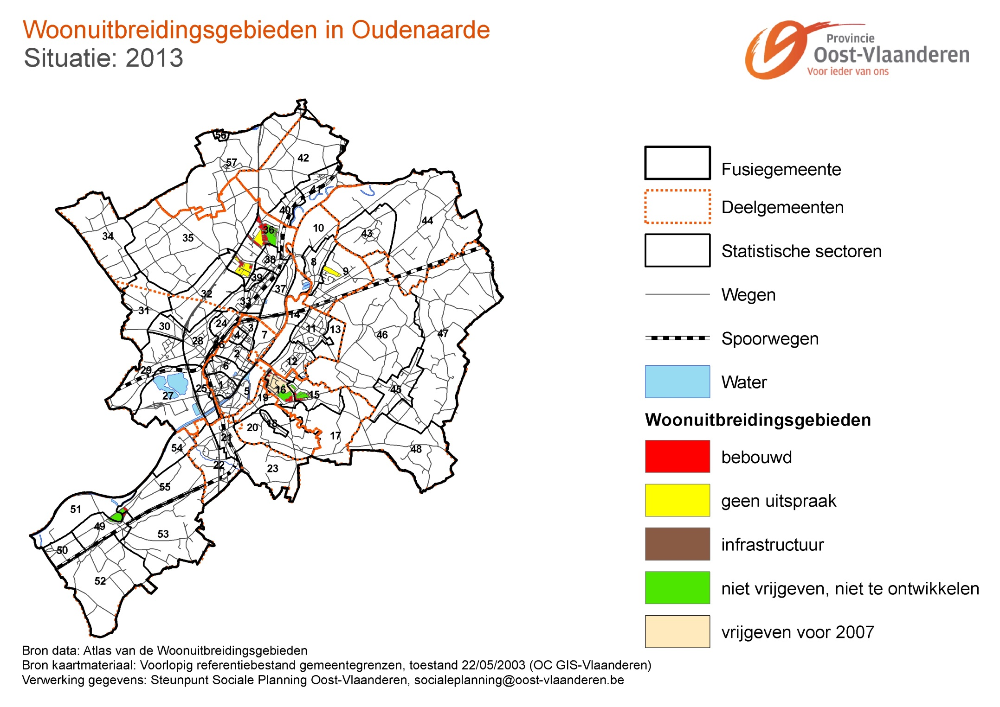 Woonuitbreidingsgebieden in Oudenaarde
Situatie: 2013
Provincie
Oost-Vlaanderen
Voor ieder van ons
56
57
42
41
40
36
34
35
10
43
44
38
8
9
39
37
32
33
31
30
24
14
11
13
3
4
7
28
26
46
47
2
12
6
29
1
25
5
16
15
45
27
19
18
20
17
21
54
48
22
23
55
51
49
53
50
52
Fusiegemeente
Deelgemeenten
Statistische sectoren
Wegen
Spoorwegen
Water
Woonuitbreidingsgebieden
bebouwd
geen uitspraak
infrastructuur
niet vrijgeven, niet te ontwikkelen
vrijgeven voor 2007
Bron data: Atlas van de Woonuitbreidingsgebieden
Bron kaartmateriaal: Voorlopig referentiebestand gemeentegrenzen, toestand 22/05/2003 (OC GIS-Vlaanderen)
Verwerking gegevens: Steunpunt Sociale Planning Oost-Vlaanderen, socialeplanning@oost-vlaanderen.be